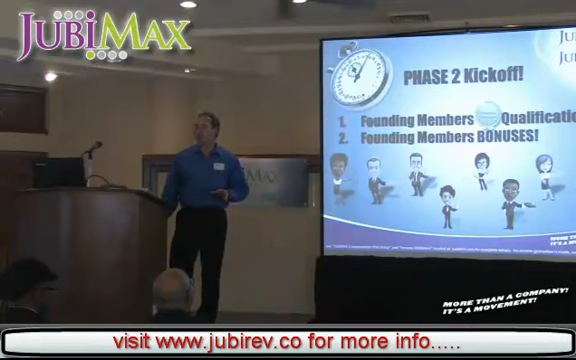 JUBIMAX
PHASE 2 Kickoff!
1. Founding Members Qualificatio
2. Founding Members BONUSES!
MORE THAN A COMPANY!
IT'S A MOVEMENT!
visit www.jubirev.co for more info.....